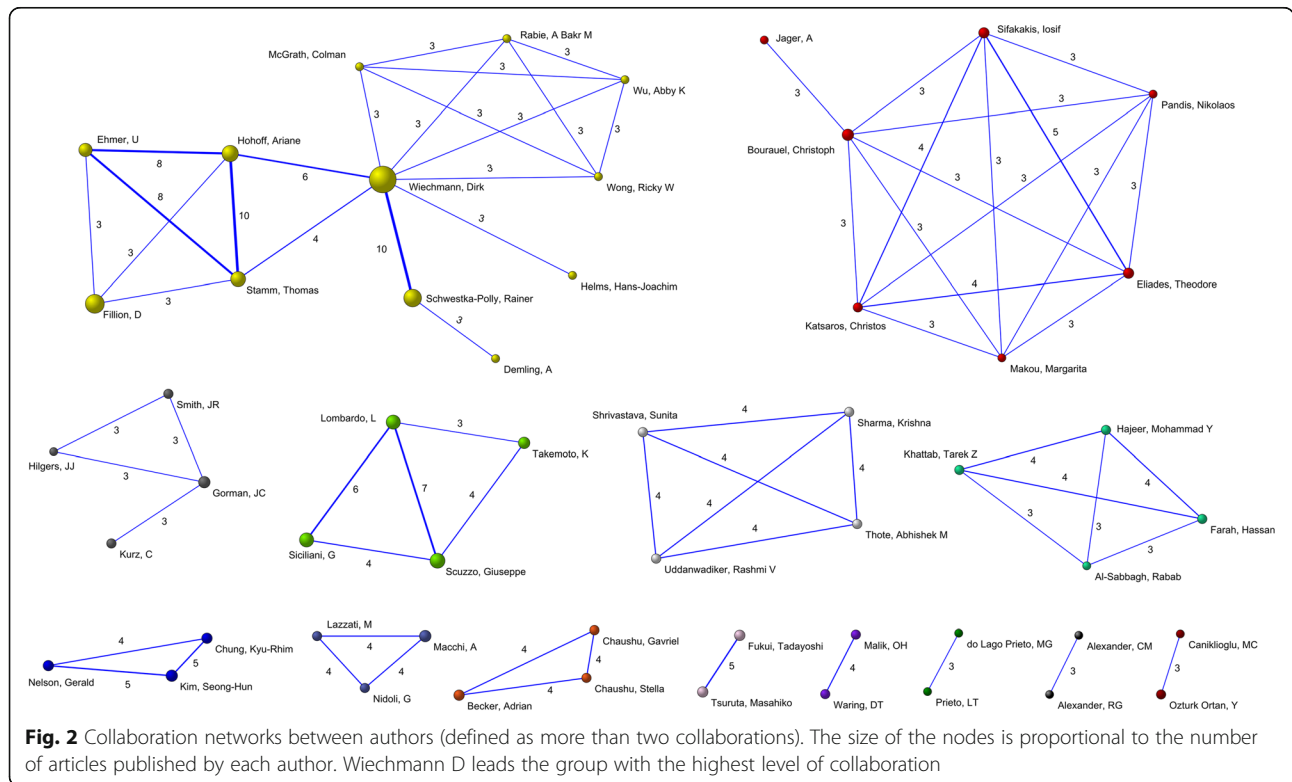 Rabie, A Bakr M
McGrath, Colman
3
3
3
3
Wu, Abby K
3
3
3
3
3
3
Wong, Ricky W
Ehmer, U
Hohoff, Ariane
8
6
Wiechmann, Dirk
8
10
3
3
4
3
10
3
Stamm, Thomas
Fillion, D
Schwestka-Polly, Rainer
Helms, Hans-Joachim
3
Demling, A
Jager, A
Sifakakis, Iosif
3
3
3
3
Pandis, Nikolaos
5
Bourauel, Christoph
4
3
3
3
3
3
3
Eliades, Theodore
4
Katsaros, Christos
3
3
Makou, Margarita
Smith, JR
3
3
Hilgers, JJ
3
Gorman, JC
3
Kurz, C
Lombardo, L
3
Takemoto, K
6
7
4
Siciliani, G
4
Scuzzo, Giuseppe
Shrivastava, Sunita
4
Sharma, Krishna
4
4
4
4
4
Thote, Abhishek M
Uddanwadiker, Rashmi V
Hajeer, Mohammad Y
Khattab, Tarek Z
4
4
4
3
3
3
Farah, Hassan
Al-Sabbagh, Rabab
4
Chung, Kyu-Rhim
5
Nelson, Gerald
5
Kim, Seong-Hun
Lazzati, M
4
Macchi, A
4
4
Nidoli, G
Chaushu, Gavriel
4
4
4
Chaushu, Stella
Becker, Adrian
Fukui, Tadayoshi
5
Tsuruta, Masahiko
Malik, OH
4
Waring, DT
do Lago Prieto, MG
3
Prieto, LT
Alexander, CM
3
Alexander, RG
Caniklioglu, MC
3
Ozturk Ortan, Y
Fig. 2 Collaboration networks between authors (defined as more than two collaborations). The size of the nodes is proportional to the number
of articles published by each author. Wiechmann D leads the group with the highest level of collaboration